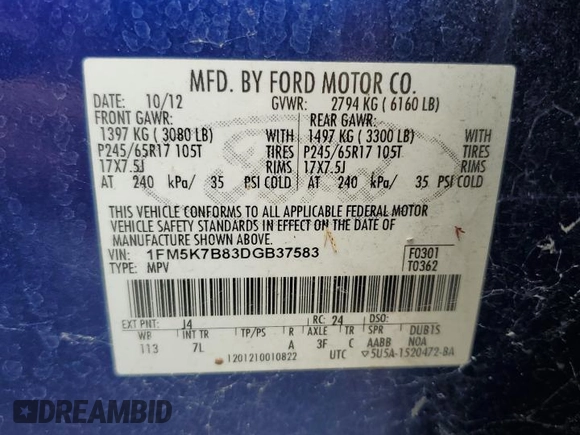 MFD. BY FORD MOTOR CO.
DATE: 10/12 GVWR: 2794 KG ( 6160 LB)
FRONT GAWR: REAR GAWR:
1397 KG ( 3080 LB) WITH 1497 KG ( 3300 LB) WITH
P245/65R17 105T TIRES P245/65R17 105T TIRES
17X7.5J RIMS 17X7.5J RIMS
AT 240 kPa/ 35 PSI COLD AT 240 kPa/ 35 PSI COLD
THIS VEHICLE CONFORMS TO ALL APPLICABLE FEDERAL MOTOR
VEHICLE SAFETY STANDARDS IN EFFECT ON THE DATE OF
MANUFACTURE SHOWN ABOVE.
VIN: 1FM5K7B83DGB37583 F0301
TYPE: MPV T0362
EXT PNT: J4 RC: 24 DSO:
WB INT TR TP/PS R AXLE TR SPR DUB1S
113 7L A 3F C AABB NOA
1201210010822 UTC ▽5U5A-1520472-BA
Ford
DREAMBID